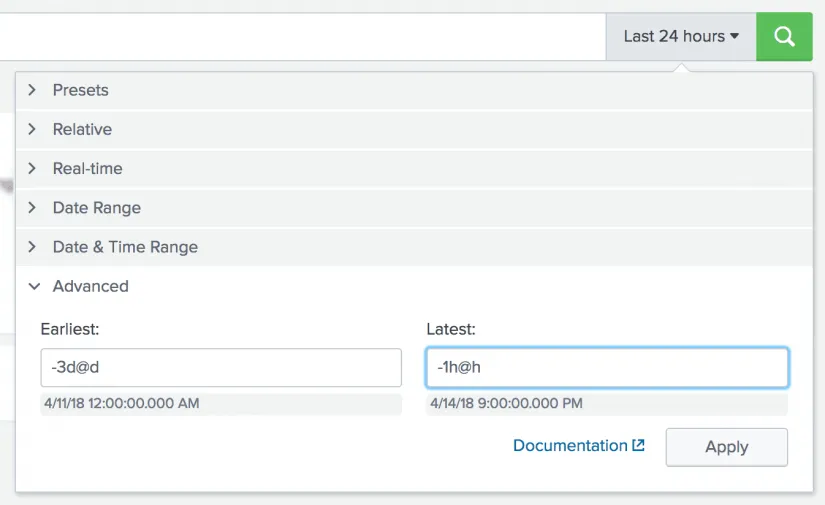 Last 24 hours
Presets
Relative
Real-time
Date Range
Date & Time Range
Advanced
Earliest: Latest:
-3d@d -1h@h
4/11/18 12:00:00.000 AM 4/14/18 9:00:00.000 PM
Documentation Apply